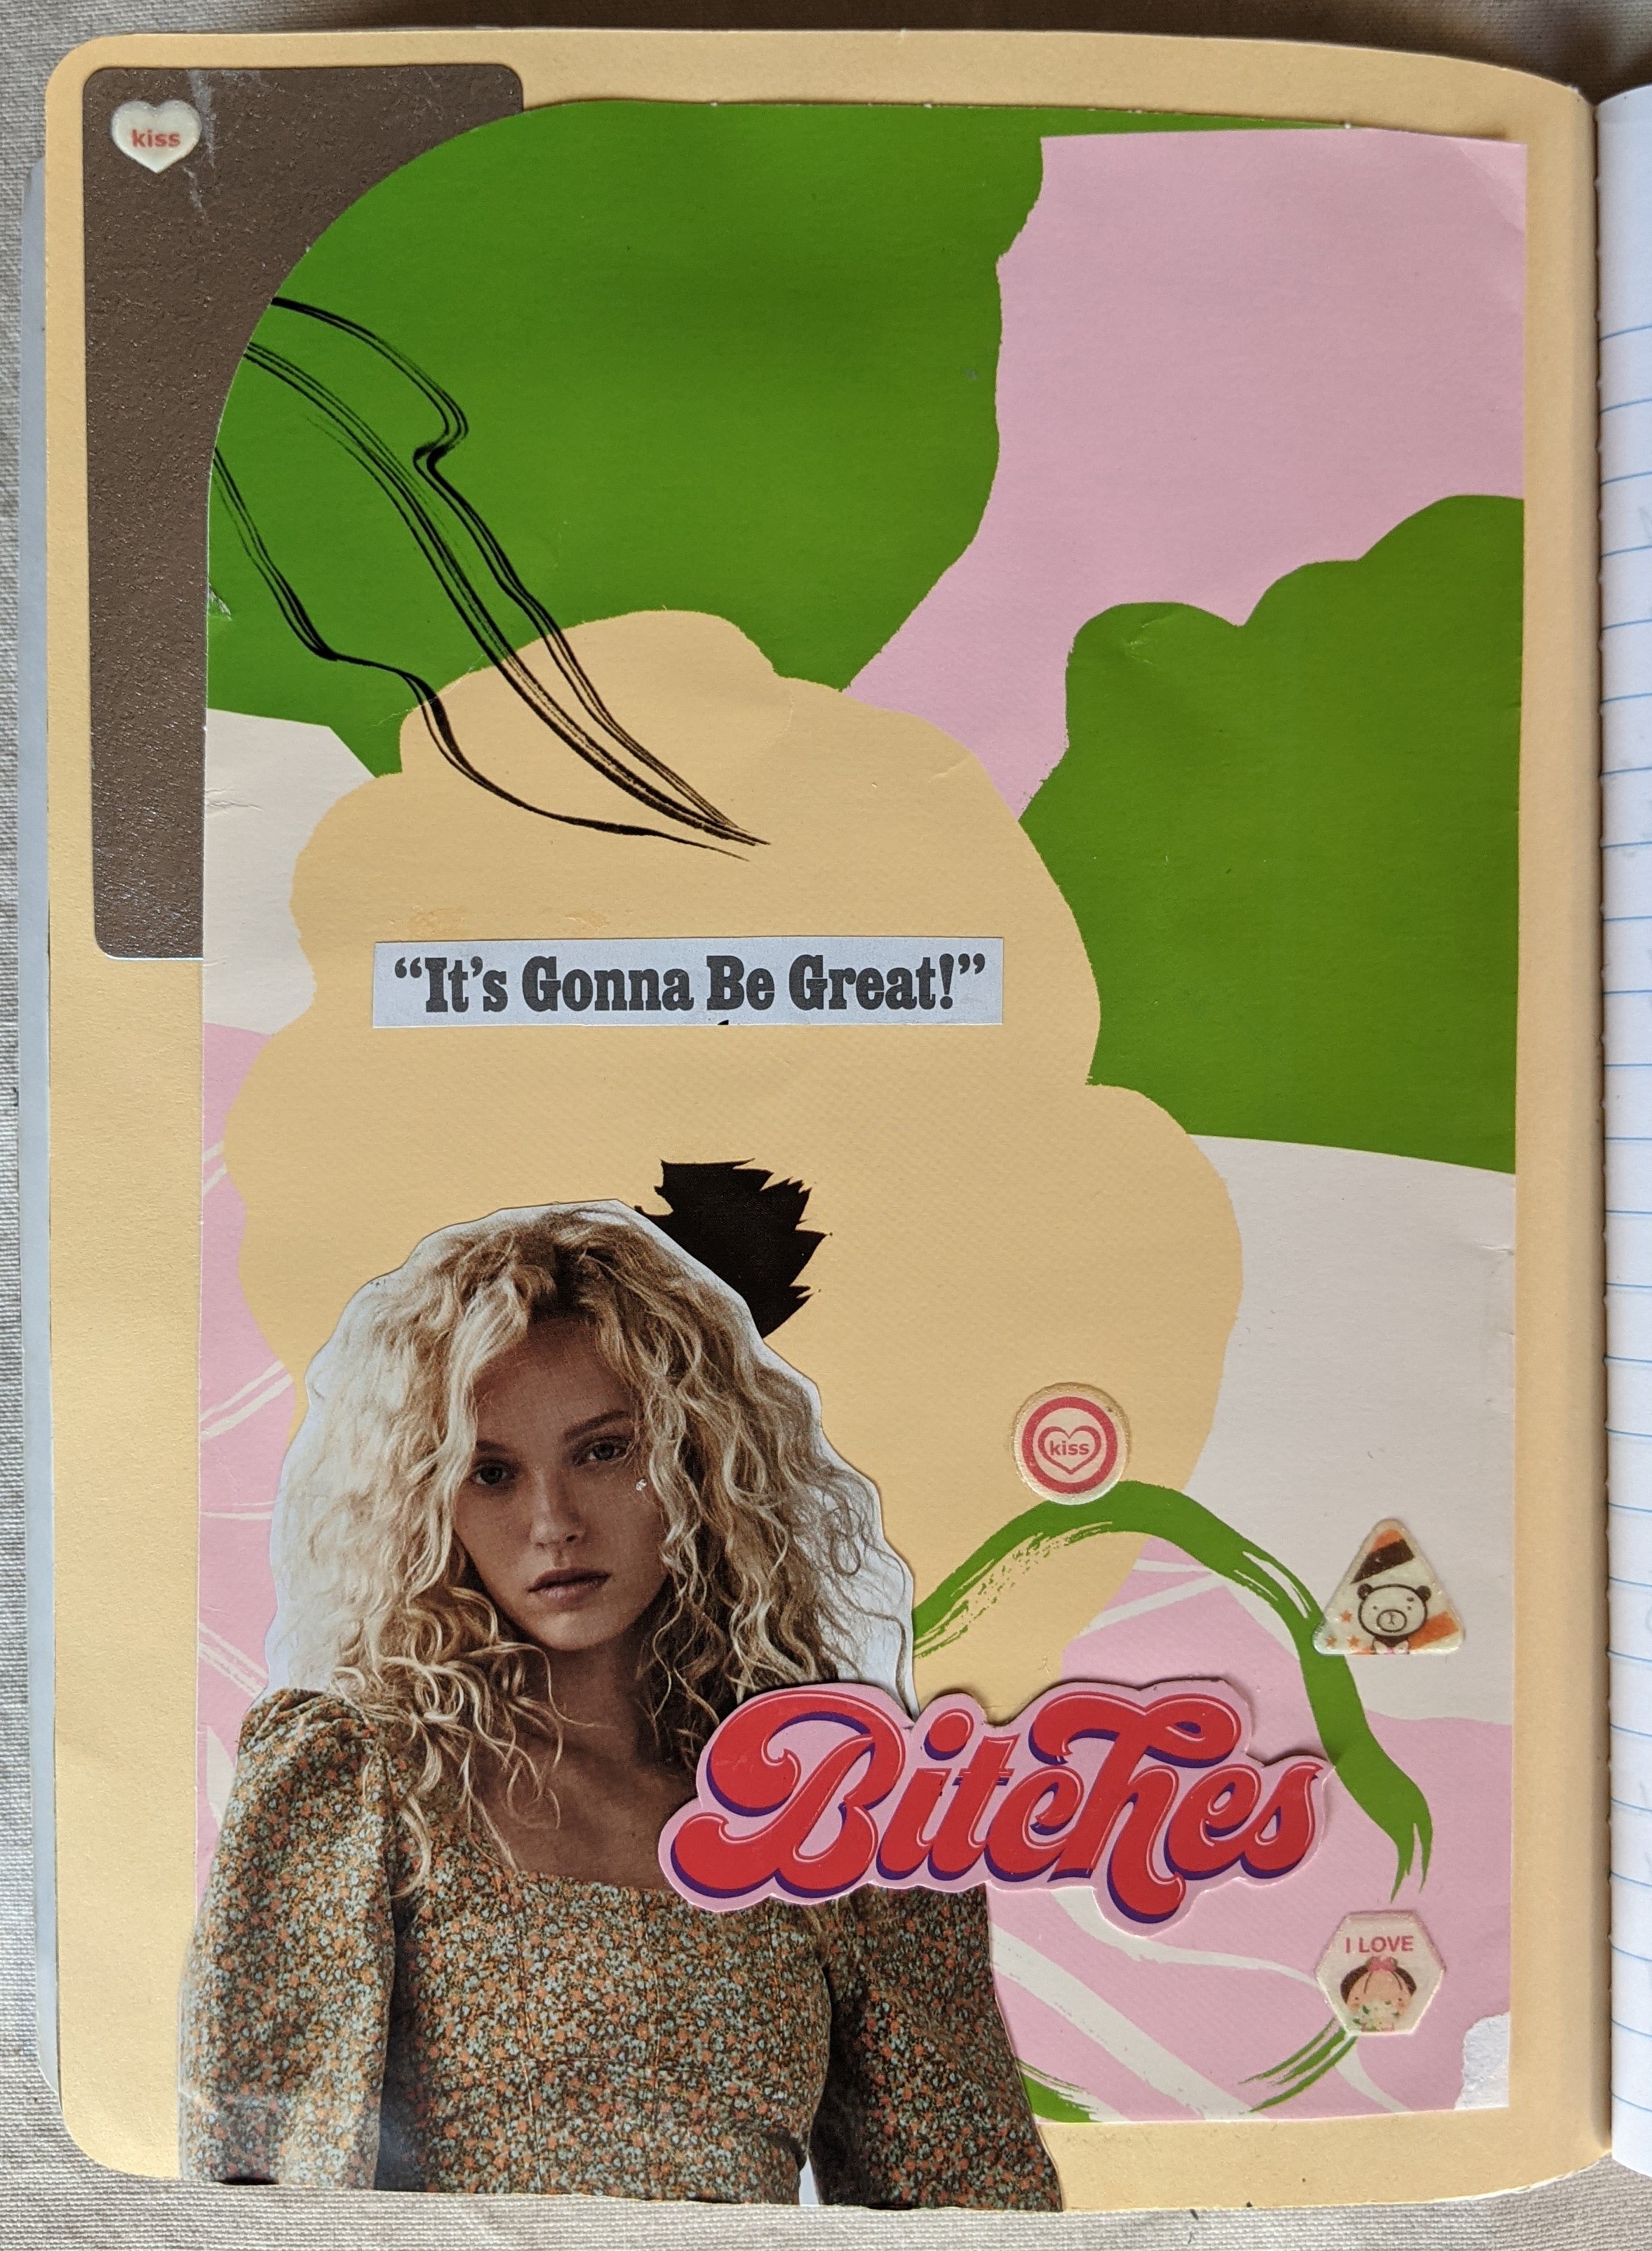 kiss
“It’s Gonna Be Great!”
kiss
Bitches
I LOVE